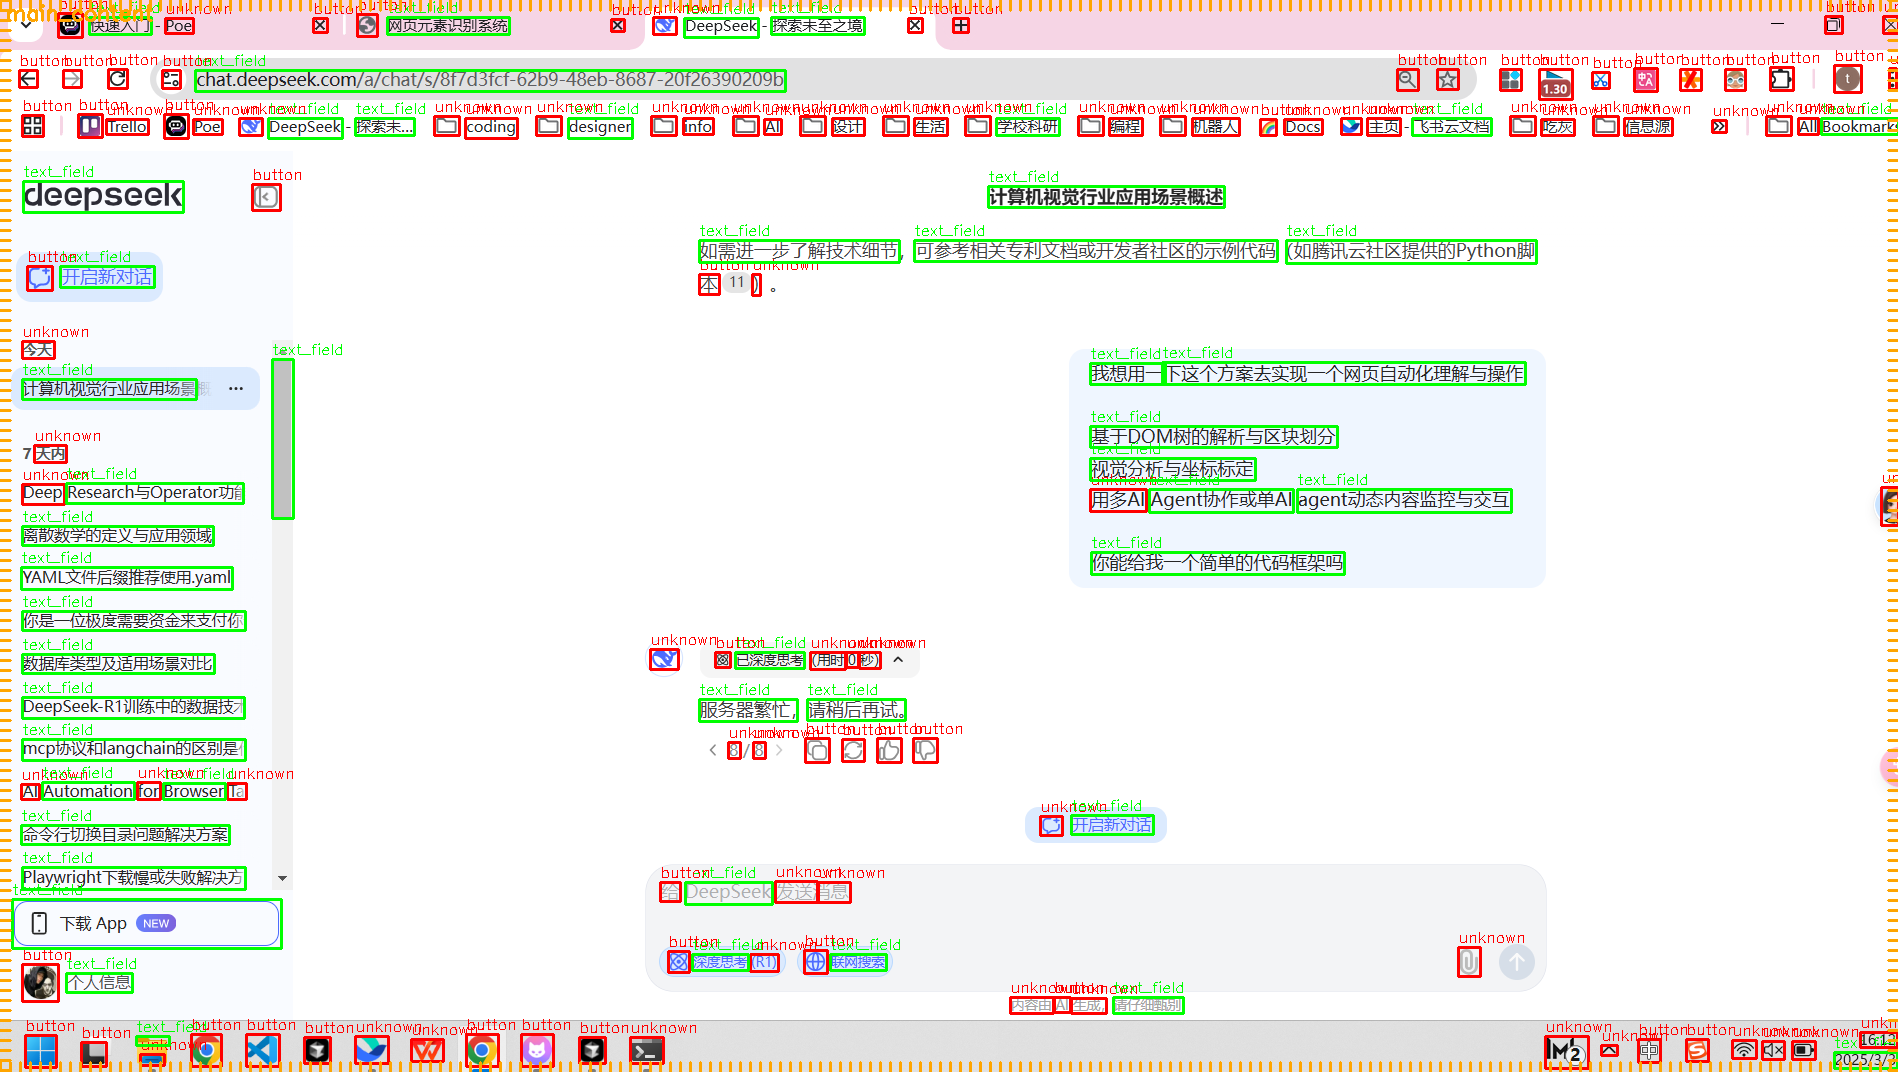 main_content
快速入门 - Poe
网页元素识别系统
DeepSeek - 探索未至之境
chat.deepseek.com/a/chat/s/8f7d3fcf-62b9-48eb-8687-20f26390209b
1.30
t
Trello
Poe
DeepSeek - 探索未...
coding
designer
info
AI
设计
生活
学校科研
编程
机器人
Docs
主页 - 飞书云文档
吃灰
信息源
All Bookmarks
deepseek
开启新对话
今天
计算机视觉行业应用场景概
7 天内
Deep Research与Operator功能
离散数学的定义与应用领域
YAML文件后缀推荐使用.yaml
你是一位极度需要资金来支付你
数据库类型及适用场景对比
DeepSeek-R1训练中的数据技术
mcp协议和langchain的区别是什
AI Automation for Browser Ta
命令行切换目录问题解决方案
Playwright下载慢或失败解决方
下载 App NEW
个人信息
计算机视觉行业应用场景概述
如需进一步了解技术细节，可参考相关专利文档或开发者社区的示例代码 (如腾讯云社区提供的Python脚
本 11 ) 。
我想用一下这个方案去实现一个网页自动化理解与操作
基于DOM树的解析与区块划分
视觉分析与坐标标定
用多AI Agent协作或单AI agent动态内容监控与交互
你能给我一个简单的代码框架吗
已深度思考 (用时 0 秒)
服务器繁忙，请稍后再试。
8 / 8
开启新对话
给 DeepSeek 发送消息
深度思考 (R1)
联网搜索
内容由 AI 生成，请仔细甄别
M2
中
16:12
2025/3/3
button
text_field
unknown